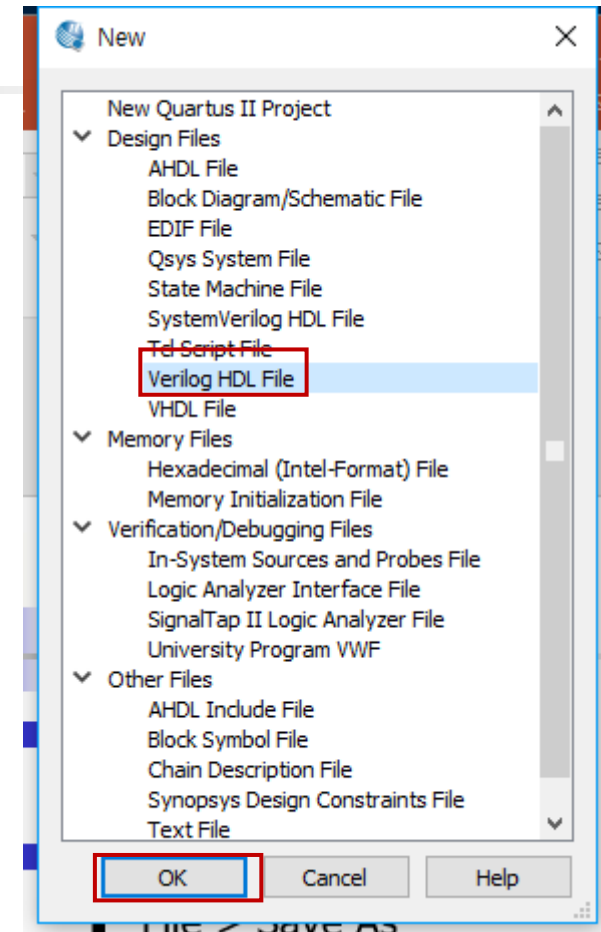 New
New Quartus II Project
Design Files
AHDL File
Block Diagram/Schematic File
EDIF File
Qsys System File
State Machine File
SystemVerilog HDL File
Tcl Script File
Verilog HDL File
VHDL File
Memory Files
Hexadecimal (Intel-Format) File
Memory Initialization File
Verification/Debugging Files
In-System Sources and Probes File
Logic Analyzer Interface File
SignalTap II Logic Analyzer File
University Program VWF
Other Files
AHDL Include File
Block Symbol File
Chain Description File
Synopsys Design Constraints File
Text File
OK Cancel Help
File > Save As